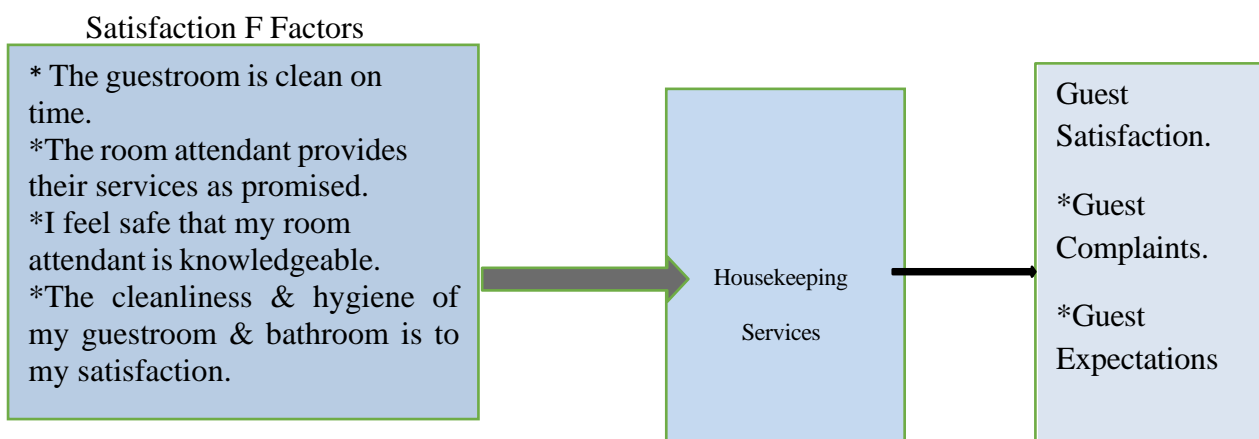 Satisfaction F Factors
* The guestroom is clean on
time.
*The room attendant provides
their services as promised.
*I feel safe that my room
attendant is knowledgeable.
*The cleanliness & hygiene of
my guestroom & bathroom is to
my satisfaction.
Housekeeping
Services
Guest
Satisfaction.
*Guest
Complaints.
*Guest
Expectations